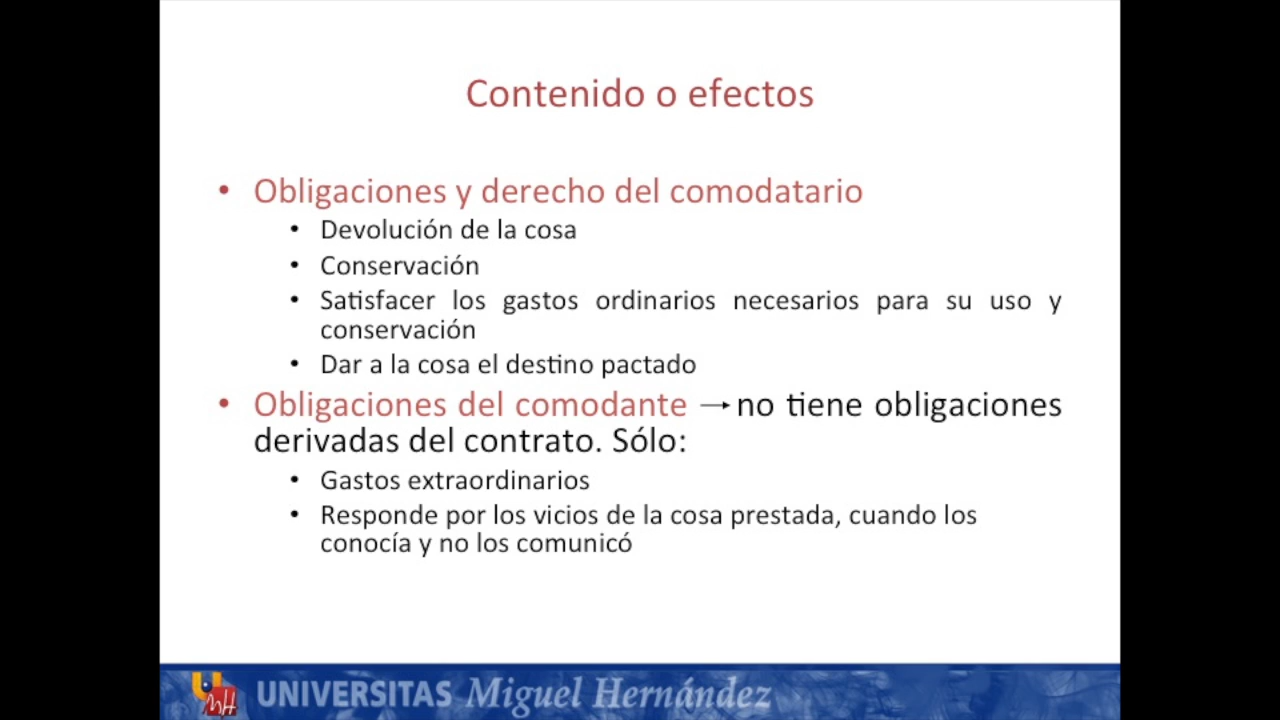 Contenido o efectos
• Obligaciones y derecho del comodatario
• Devolución de la cosa
• Conservación
• Satisfacer los gastos ordinarios necesarios para su uso y
conservación
• Dar a la cosa el destino pactado
• Obligaciones del comodante → no tiene obligaciones
derivadas del contrato. Sólo:
• Gastos extraordinarios
• Responde por los vicios de la cosa prestada, cuando los
conocía y no los comunicó
UNIVERSITAS Miguel Hernández